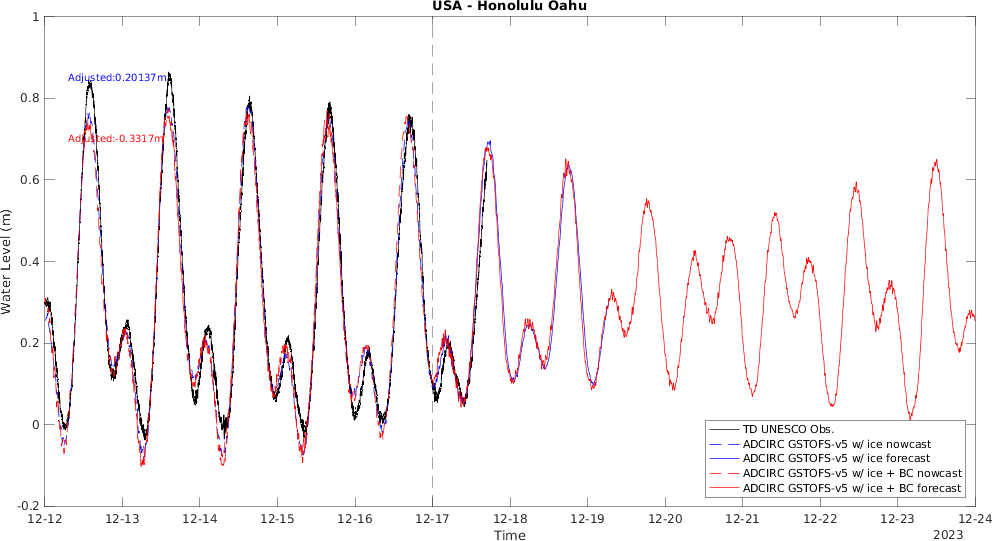 USA - Honolulu Oahu
1
0.8
0.6
0.4
0.2
0
-0.2
Water Level (m)
Adjusted:0.20137m
Adjusted:-0.3317m
TD UNESCO Obs.
ADCIRC GSTOFS-v5 w/ ice nowcast
ADCIRC GSTOFS-v5 w/ ice forecast
ADCIRC GSTOFS-v5 w/ ice + BC nowcast
ADCIRC GSTOFS-v5 w/ ice + BC forecast
12-12 12-13 12-14 12-15 12-16 12-17 12-18 12-19 12-20 12-21 12-22 12-23 12-24
Time
2023